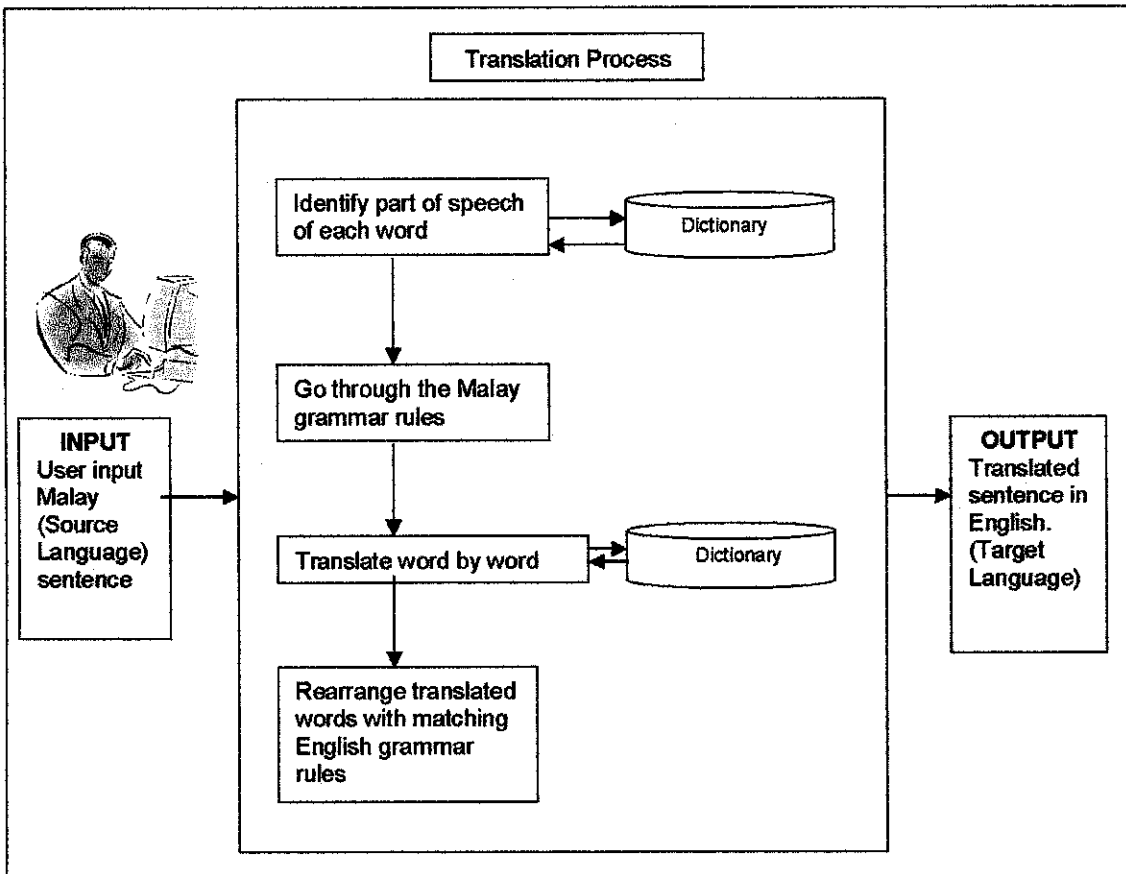 Translation Process
Identify part of speech
of each word
Dictionary
Go through the Malay
grammar rules
INPUT
User input
Malay
(Source
Language)
sentence
OUTPUT
Translated
sentence in
English.
(Target
Language)
Translate word by word
Dictionary
Rearrange translated
words with matching
English grammar
rules